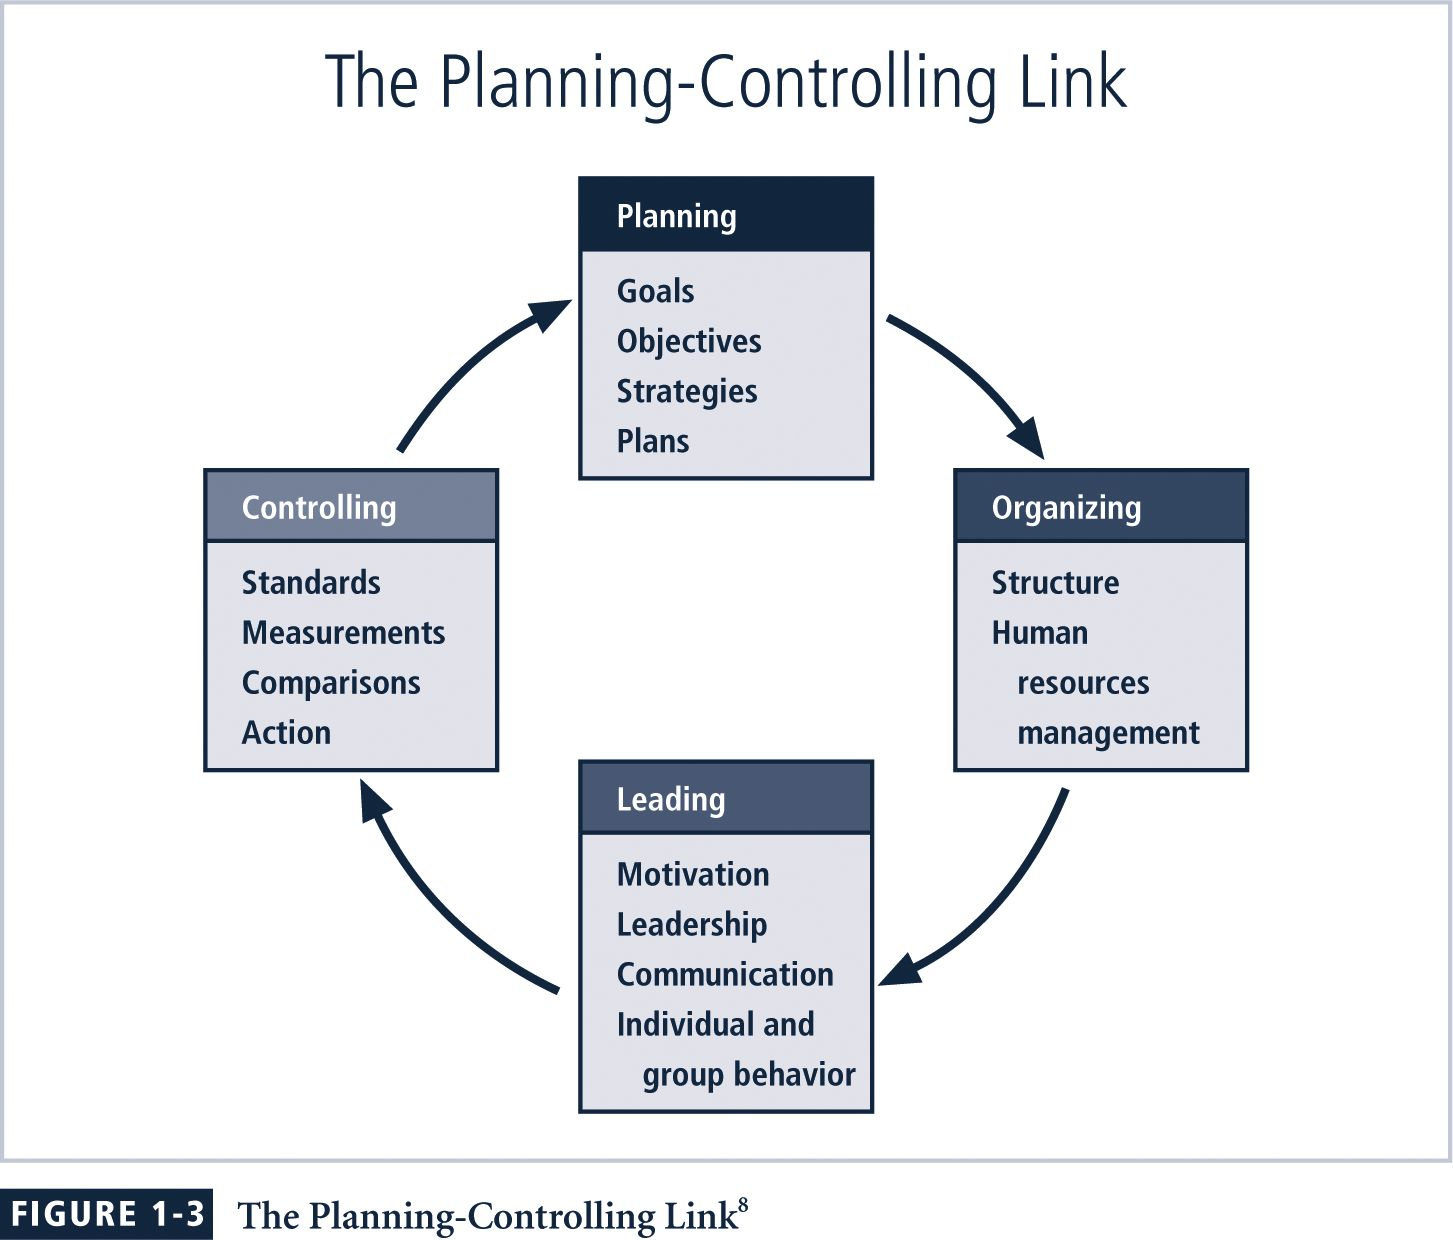 The Planning-Controlling Link
Planning
Goals
Objectives
Strategies
Plans
Organizing
Structure
Human
resources
management
Leading
Motivation
Leadership
Communication
Individual and
group behavior
Controlling
Standards
Measurements
Comparisons
Action
FIGURE 1-3 The Planning-Controlling Link⁸